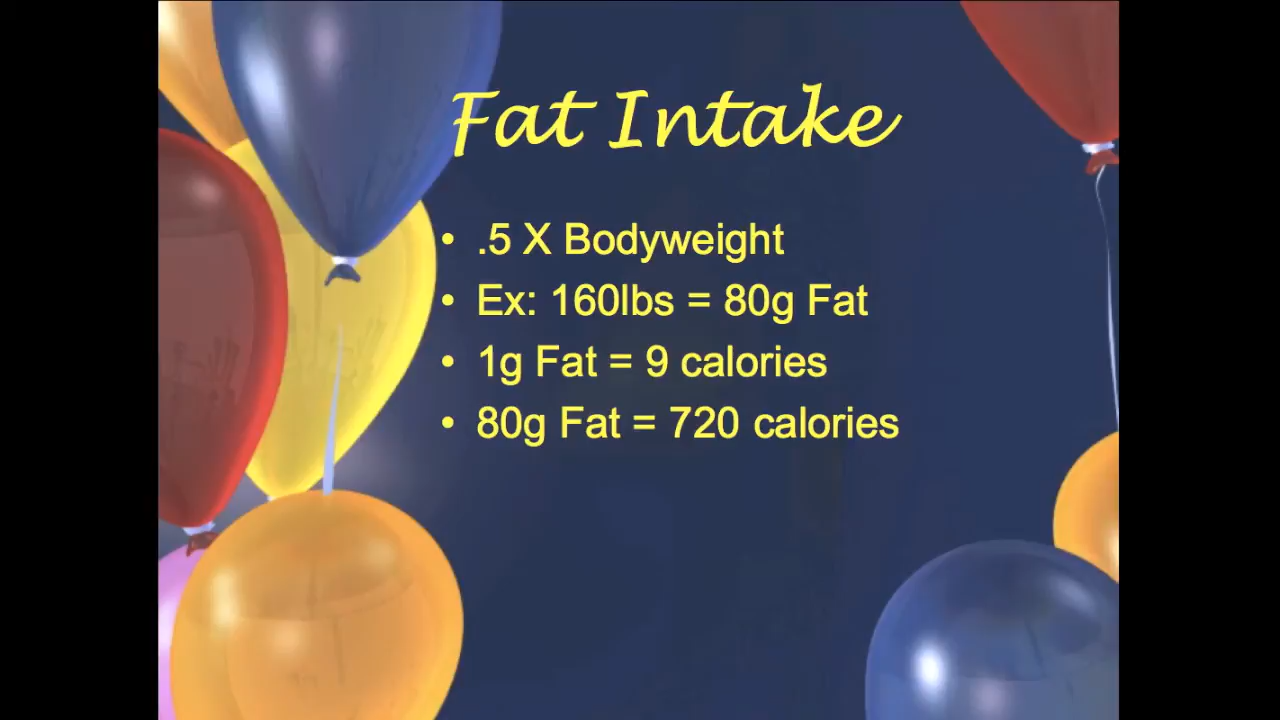 Fat Intake
• .5 X Bodyweight
• Ex: 160lbs = 80g Fat
• 1g Fat = 9 calories
• 80g Fat = 720 calories